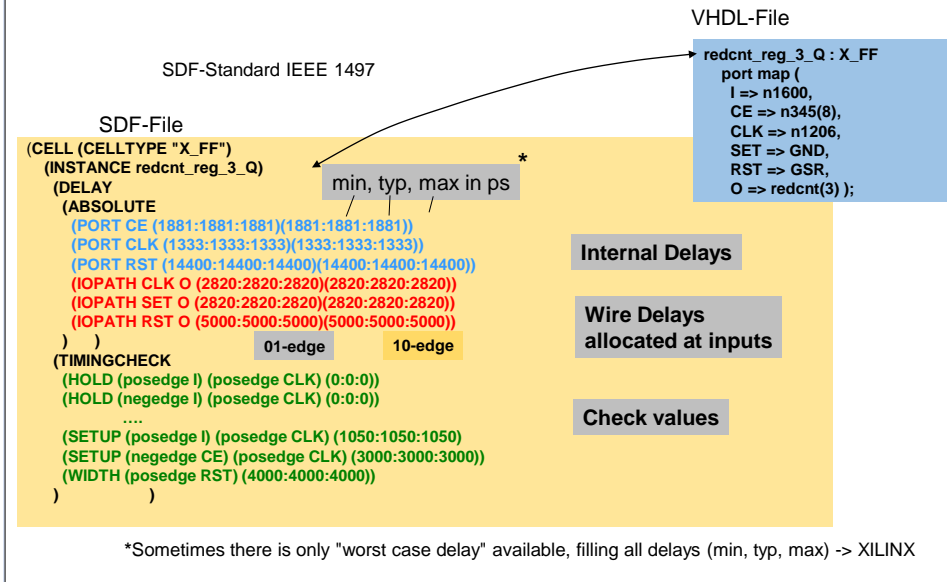 VHDL-File
redcnt_reg_3_Q : X_FF
port map (
I => n1600,
CE => n345(8),
CLK => n1206,
SET => GND,
RST => GSR,
O => redcnt(3) );
SDF-Standard IEEE 1497
SDF-File
(CELL (CELLTYPE "X_FF")
(INSTANCE redcnt_reg_3_Q)
(DELAY
(ABSOLUTE
*
min, typ, max in ps
(PORT CE (1881:1881:1881)(1881:1881:1881))
(PORT CLK (1333:1333:1333)(1333:1333:1333))
(PORT RST (14400:14400:14400)(14400:14400:14400))
(IOPATH CLK O (2820:2820:2820)(2820:2820:2820))
(IOPATH SET O (2820:2820:2820)(2820:2820:2820))
(IOPATH RST O (5000:5000:5000)(5000:5000:5000))
) )
01-edge
10-edge
(TIMINGCHECK
(HOLD (posedge I) (posedge CLK) (0:0:0))
(HOLD (negedge I) (posedge CLK) (0:0:0))
....
(SETUP (posedge I) (posedge CLK) (1050:1050:1050)
(SETUP (negedge CE) (posedge CLK) (3000:3000:3000))
(WIDTH (posedge RST) (4000:4000:4000))
) )
Internal Delays
Wire Delays
allocated at inputs
Check values
*Sometimes there is only "worst case delay" available, filling all delays (min, typ, max) -> XILINX